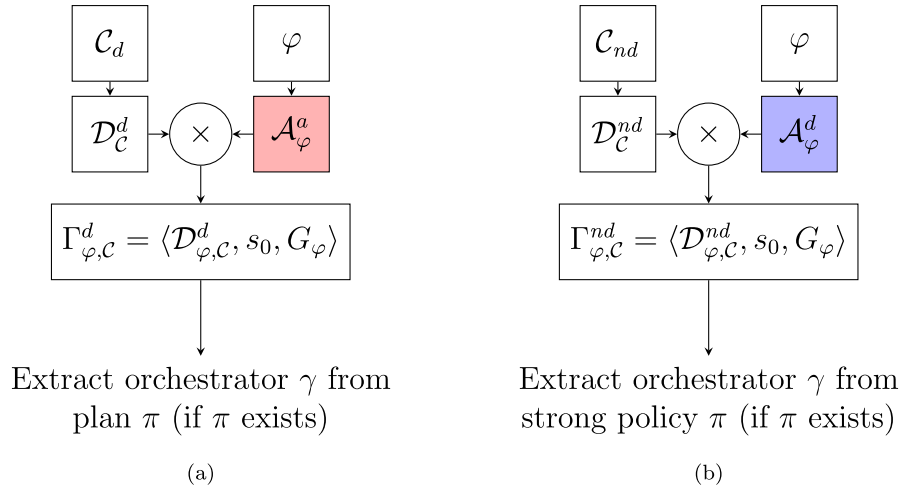 𝒞_d
φ
𝒟^d_𝒞
×
𝒜^a_φ
Γ^d_{φ,𝒞} = ⟨𝒟^d_{φ,𝒞}, s_0, G_φ⟩
Extract orchestrator γ from
plan π (if π exists)
(a)
𝒞_{nd}
φ
𝒟^{nd}_𝒞
×
𝒜^d_φ
Γ^{nd}_{φ,𝒞} = ⟨𝒟^{nd}_{φ,𝒞}, s_0, G_φ⟩
Extract orchestrator γ from
strong policy π (if π exists)
(b)